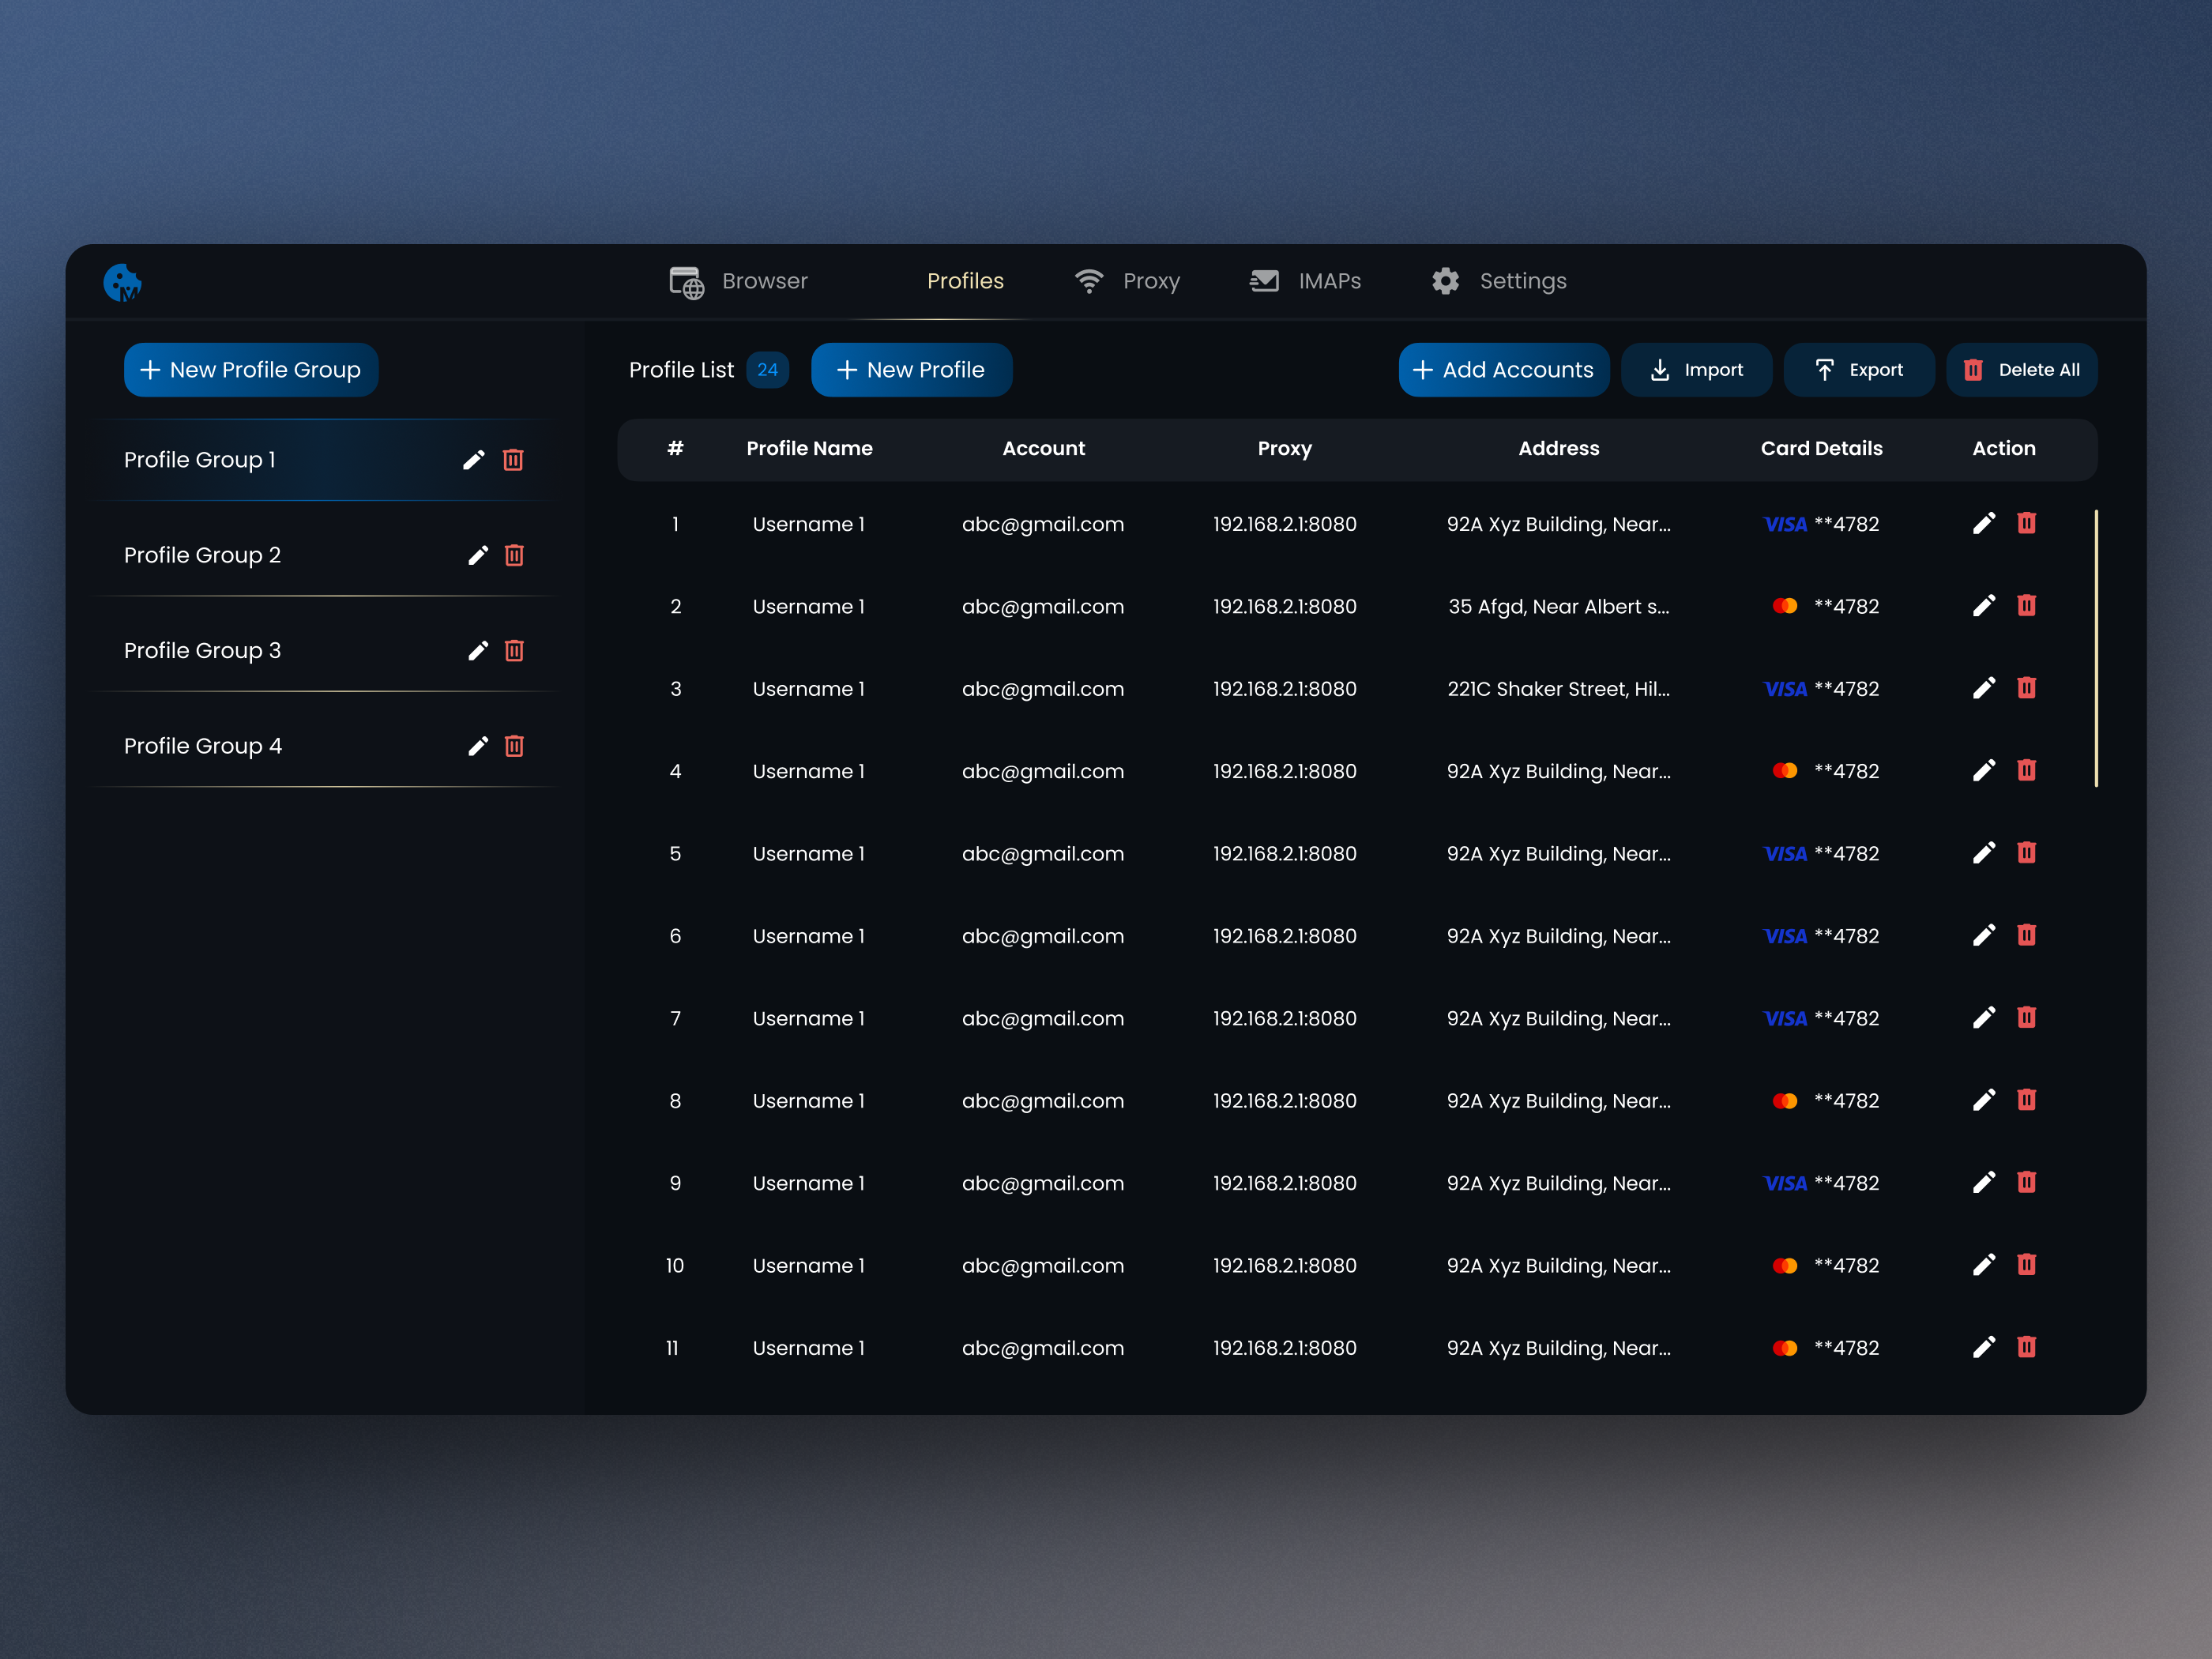 Browser Profiles Proxy IMAPs Settings
+ New Profile Group
Profile List 24 + New Profile + Add Accounts Import Export Delete All
Profile Group 1
Profile Group 2
Profile Group 3
Profile Group 4
# Profile Name Account Proxy Address Card Details Action
1 Username 1 abc@gmail.com 192.168.2.1:8080 92A Xyz Building, Near... VISA **4782
2 Username 1 abc@gmail.com 192.168.2.1:8080 35 Afgd, Near Albert s... **4782
3 Username 1 abc@gmail.com 192.168.2.1:8080 221C Shaker Street, Hil... VISA **4782
4 Username 1 abc@gmail.com 192.168.2.1:8080 92A Xyz Building, Near... **4782
5 Username 1 abc@gmail.com 192.168.2.1:8080 92A Xyz Building, Near... VISA **4782
6 Username 1 abc@gmail.com 192.168.2.1:8080 92A Xyz Building, Near... VISA **4782
7 Username 1 abc@gmail.com 192.168.2.1:8080 92A Xyz Building, Near... VISA **4782
8 Username 1 abc@gmail.com 192.168.2.1:8080 92A Xyz Building, Near... **4782
9 Username 1 abc@gmail.com 192.168.2.1:8080 92A Xyz Building, Near... VISA **4782
10 Username 1 abc@gmail.com 192.168.2.1:8080 92A Xyz Building, Near... **4782
11 Username 1 abc@gmail.com 192.168.2.1:8080 92A Xyz Building, Near... **4782